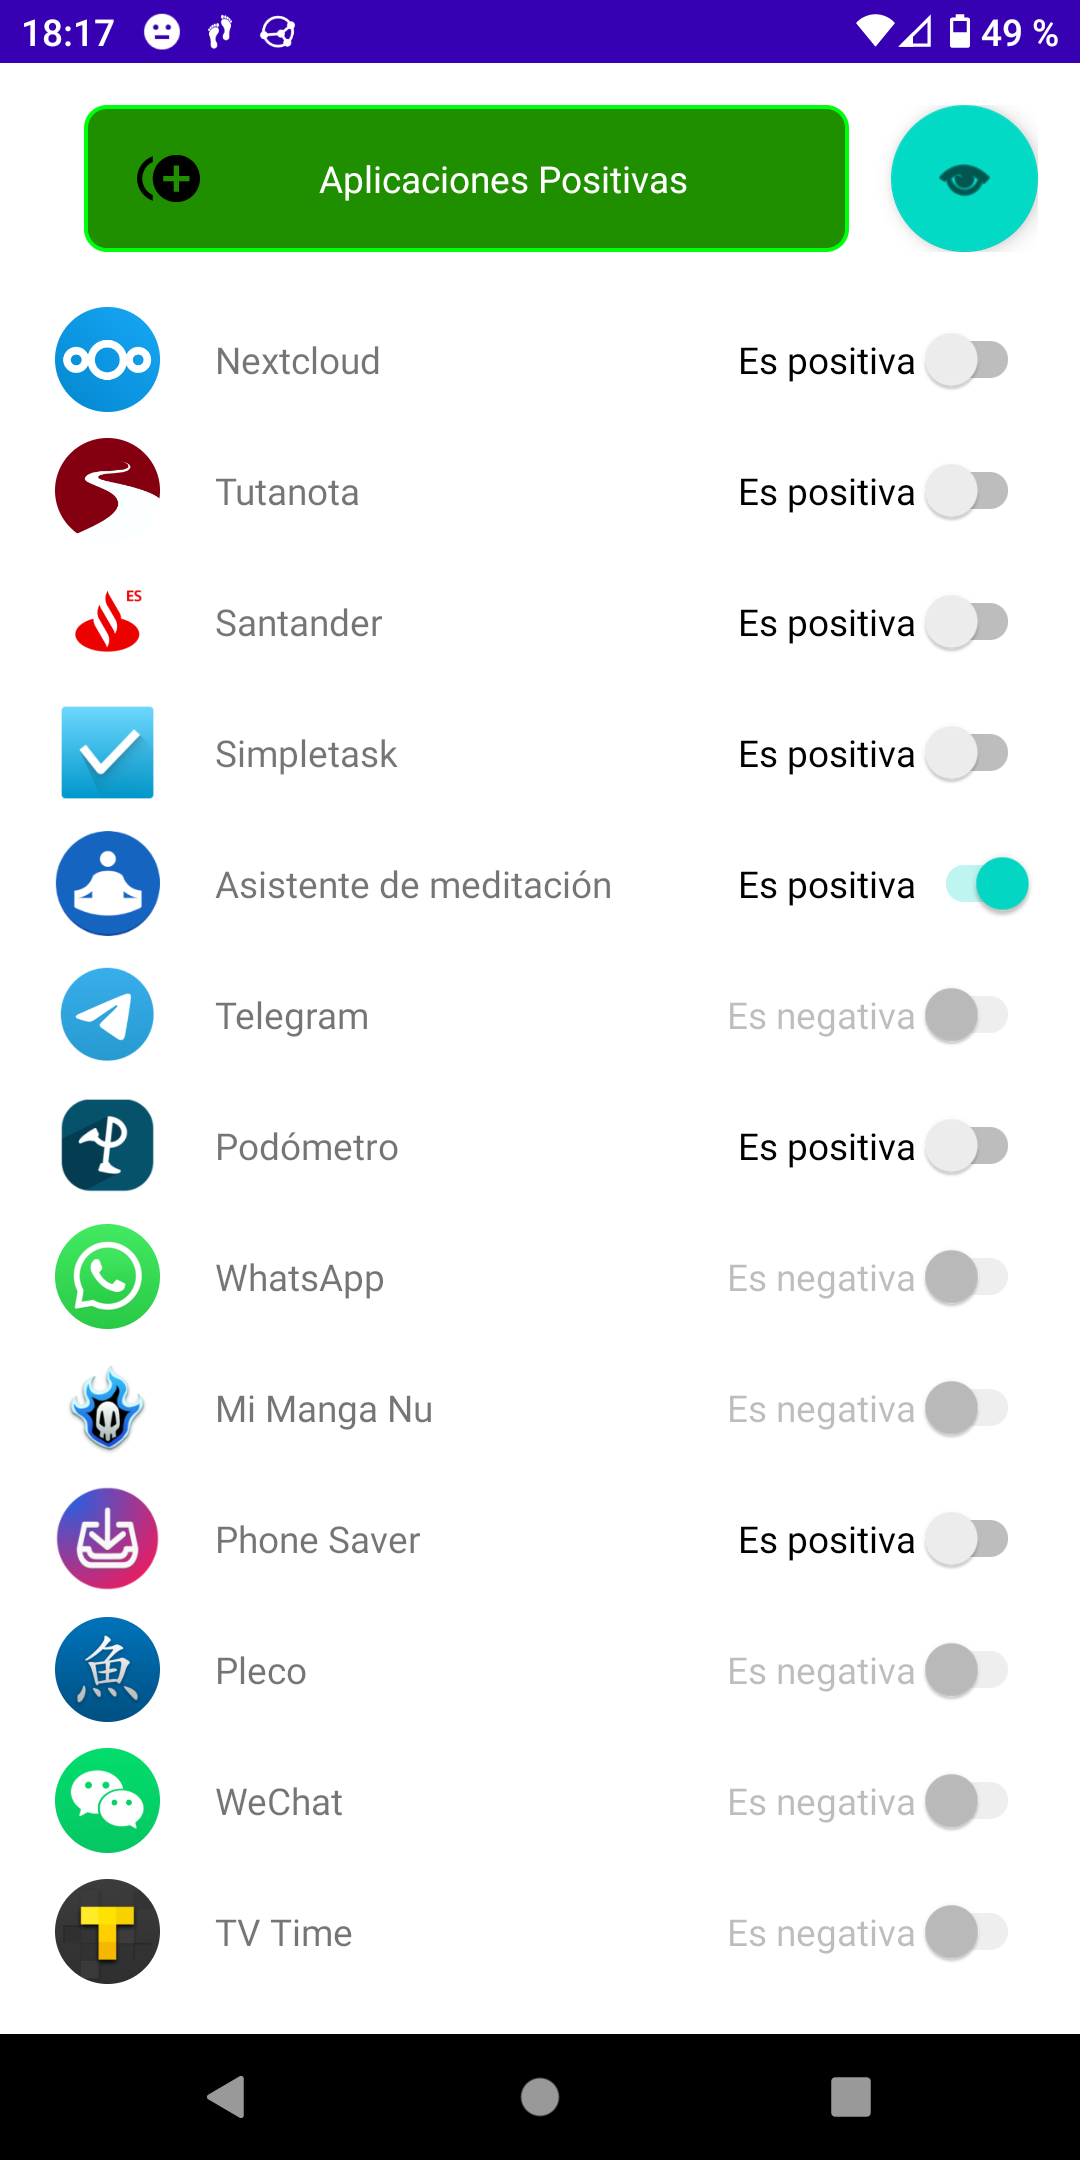 18:17 49 %
Aplicaciones Positivas
Nextcloud Es positiva
Tutanota Es positiva
ES
Santander Es positiva
Simpletask Es positiva
Asistente de meditación Es positiva
Telegram Es negativa
Podómetro Es positiva
WhatsApp Es negativa
Mi Manga Nu Es negativa
Phone Saver Es positiva
魚 Pleco Es negativa
WeChat Es negativa
T TV Time Es negativa